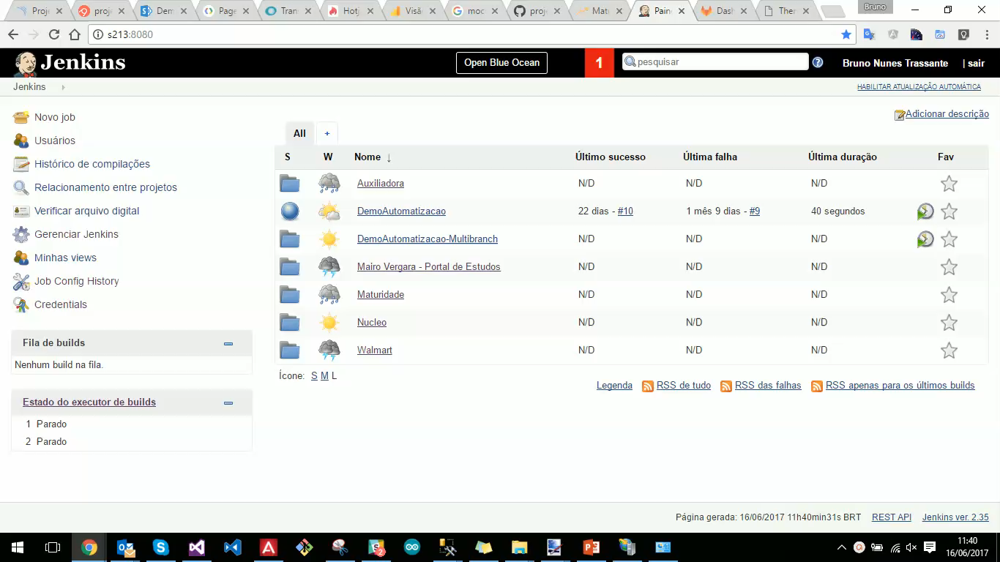 Proje proje Dem Page Tran Hotj Visã mod proje Matu Pain Dash Ther Bruno
s213:8080
Jenkins Open Blue Ocean 1 pesquisar Bruno Nunes Trassante | sair
Jenkins HABILITAR ATUALIZAÇÃO AUTOMÁTICA
Adicionar descrição
Novo job
Usuários
Histórico de compilações
Relacionamento entre projetos
Verificar arquivo digital
Gerenciar Jenkins
Minhas views
Job Config History
Credentials
Fila de builds
Nenhum build na fila.
Estado do executor de builds
1 Parado
2 Parado
All +
S W Nome ↓ Último sucesso Última falha Última duração Fav
Auxiliadora N/D N/D N/D
DemoAutomatizacao 22 dias - #10 1 mês 9 dias - #9 40 segundos
DemoAutomatizacao-Multibranch N/D N/D N/D
Mairo Vergara - Portal de Estudos N/D N/D N/D
Maturidade N/D N/D N/D
Nucleo N/D N/D N/D
Walmart N/D N/D N/D
Ícone: S M L
Legenda RSS de tudo RSS das falhas RSS apenas para os últimos builds
Página gerada: 16/06/2017 11h40min31s BRT REST API Jenkins ver. 2.35
11:40
16/06/2017